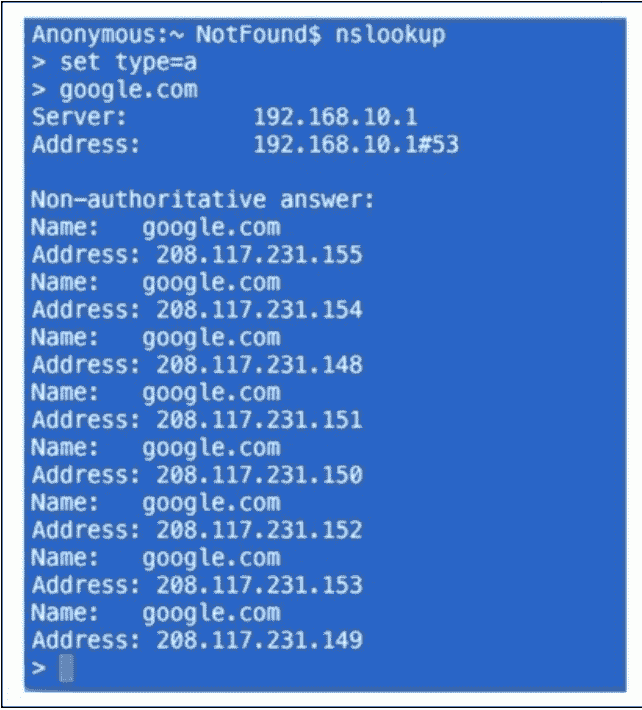 Anonymous:~ NotFound$ nslookup
> set type=a
> google.com
Server: 192.168.10.1
Address: 192.168.10.1#53
Non-authoritative answer:
Name: google.com
Address: 208.117.231.155
Name: google.com
Address: 208.117.231.154
Name: google.com
Address: 208.117.231.148
Name: google.com
Address: 208.117.231.151
Name: google.com
Address: 208.117.231.150
Name: google.com
Address: 208.117.231.152
Name: google.com
Address: 208.117.231.153
Name: google.com
Address: 208.117.231.149
>